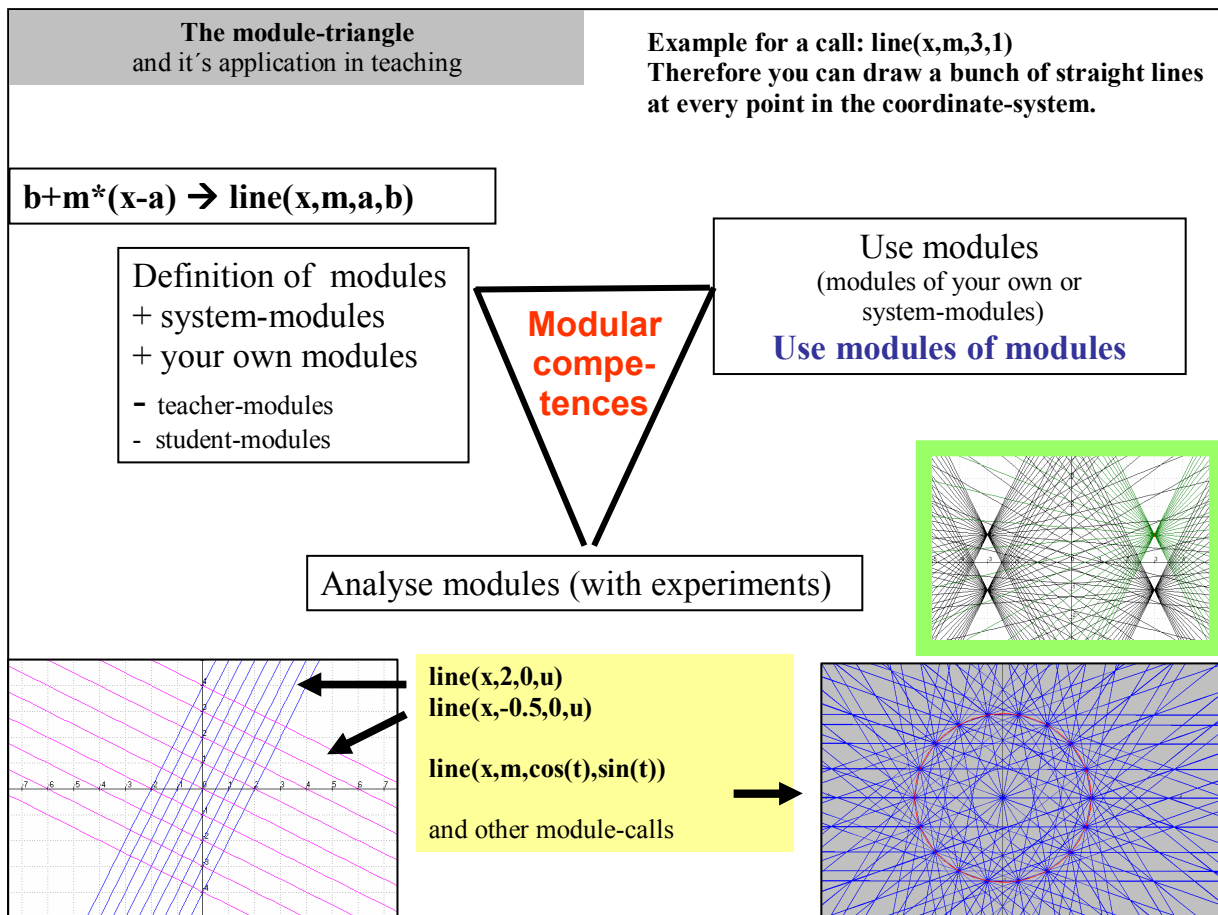 The module-triangle
and it´s application in teaching
Example for a call: line(x,m,3,1)
Therefore you can draw a bunch of straight lines
at every point in the coordinate-system.
b+m*(x-a) → line(x,m,a,b)
Definition of modules
+ system-modules
+ your own modules
- teacher-modules
- student-modules
Modular
compe-
tences
Use modules
(modules of your own or
system-modules)
Use modules of modules
Analyse modules (with experiments)
line(x,2,0,u)
line(x,-0.5,0,u)
line(x,m,cos(t),sin(t))
and other module-calls